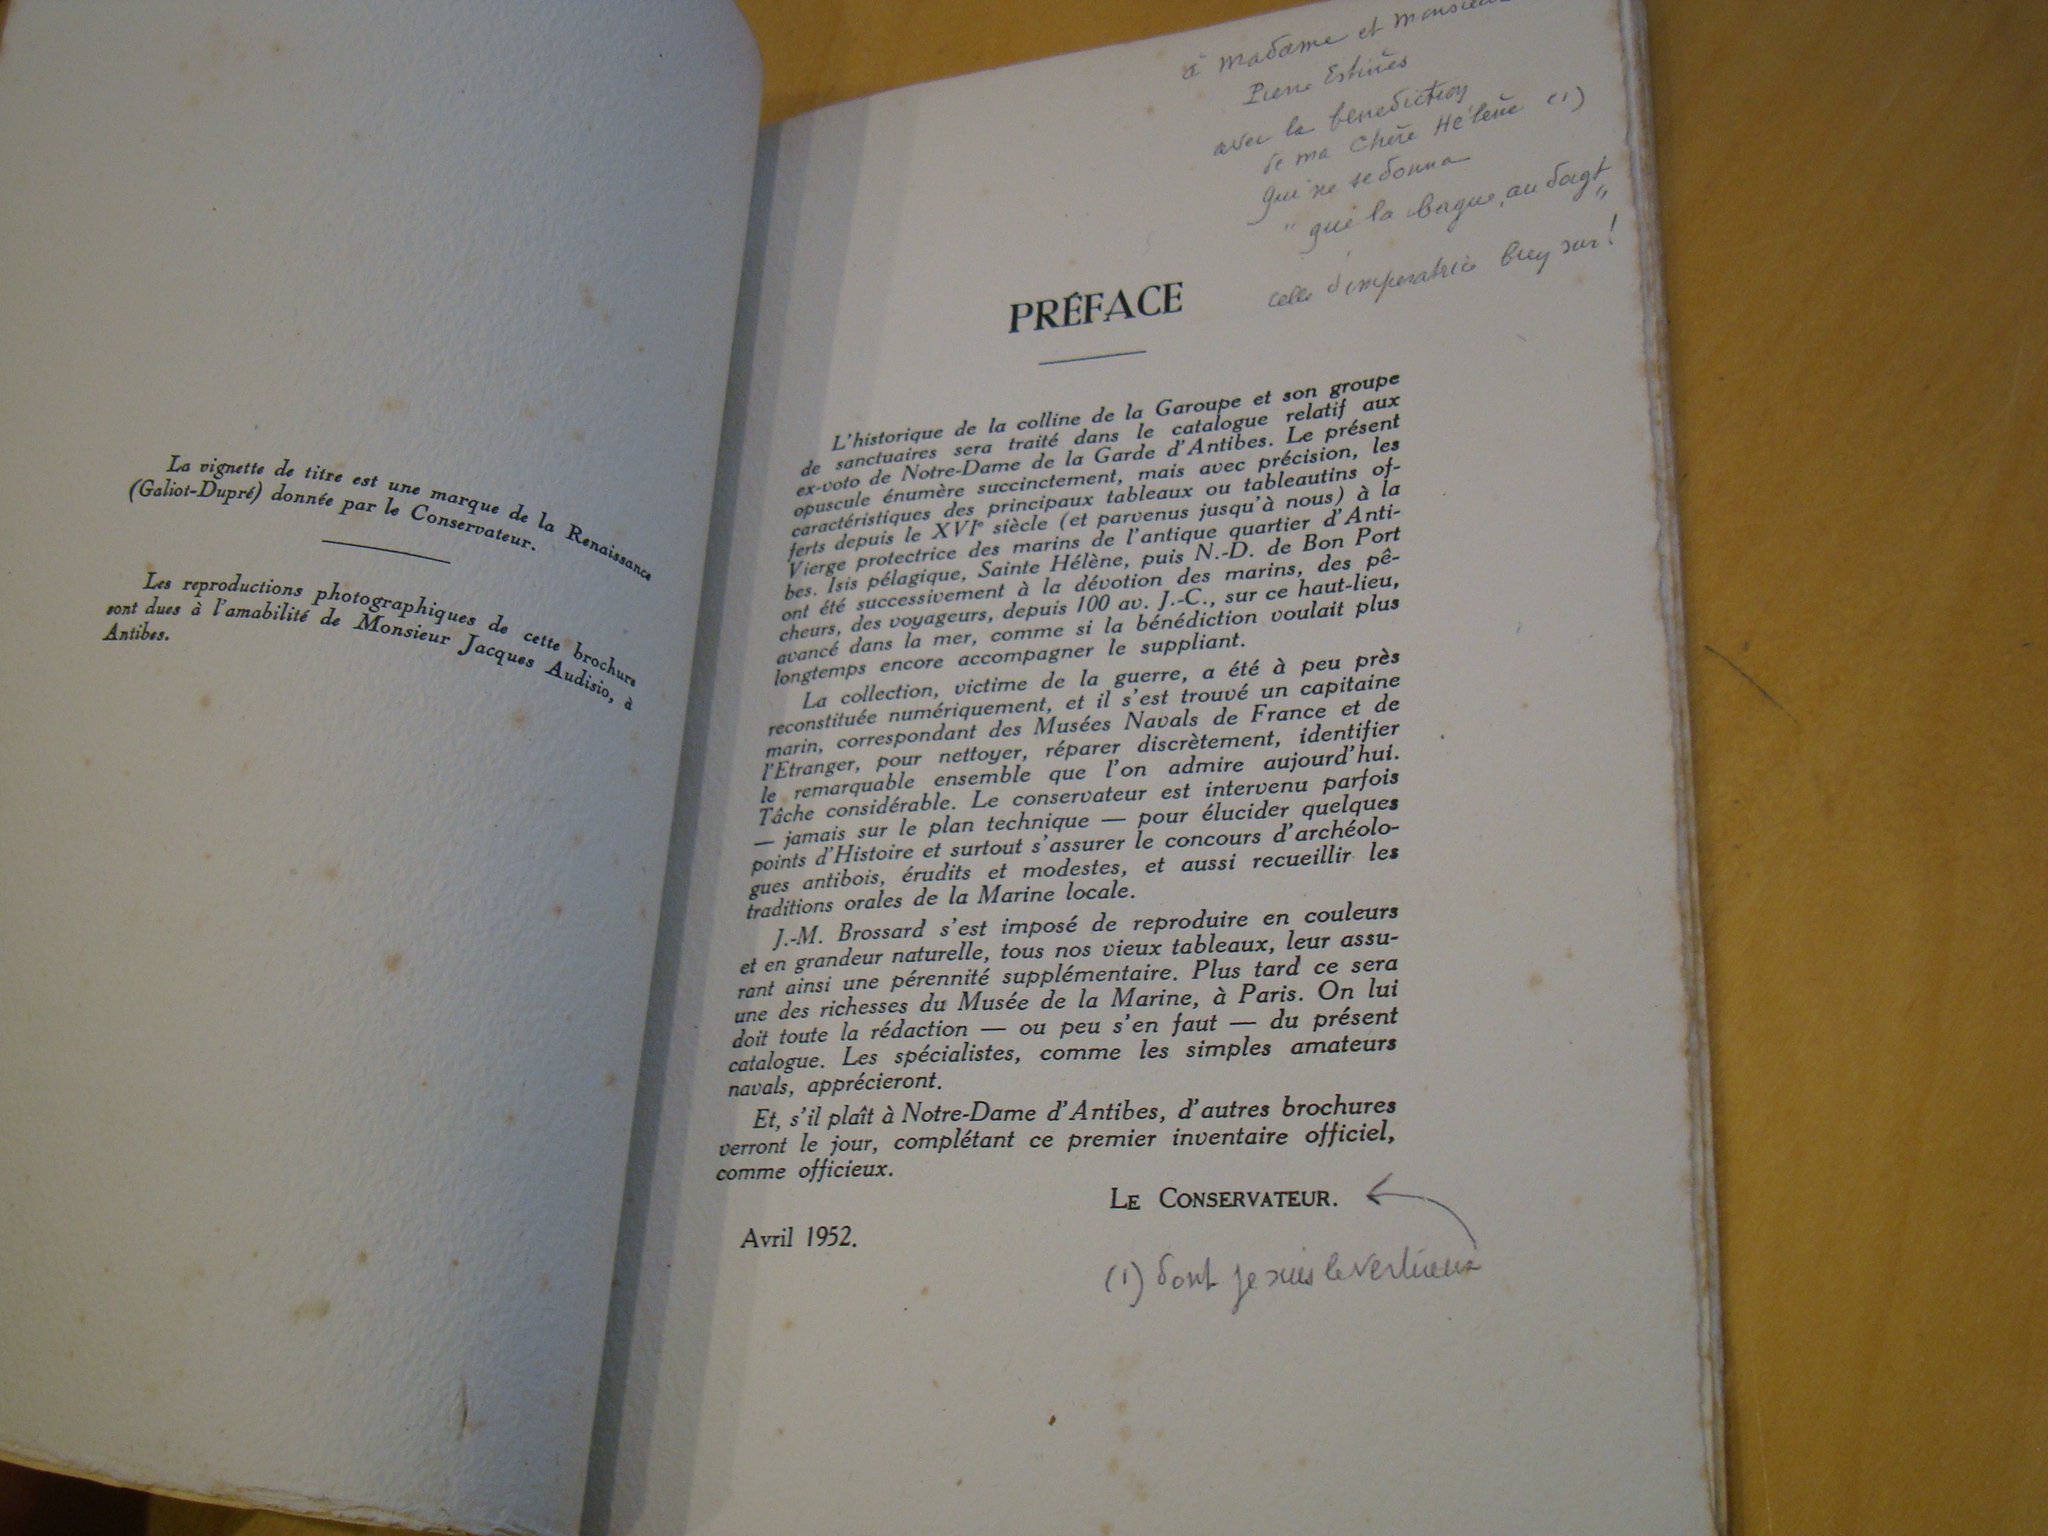 La vignette de titre est une marque de la Renaissance
(Galiot-Dupré) donnée par le Conservateur.
Les reproductions photographiques de cette brochure
sont dues à l'amabilité de Monsieur Jacques Audisio, à
Antibes.
à Madame et Monsieur
Pierre
avec la benediction
de ma Chère Hélène (1)
qui ne se donna
" que la bague au doigt "
celle d'imperatrice
PRÉFACE
L'historique de la colline de la Garoupe et son groupe
de sanctuaires sera traité dans le catalogue relatif aux
ex-voto de Notre-Dame de la Garde d'Antibes. Le présent
opuscule énumère succinctement, mais avec précision, les
caractéristiques des principaux tableaux ou tableautins of-
ferts depuis le XVIe siècle (et parvenus jusqu'à nous) à la
Vierge protectrice des marins de l'antique quartier d'Anti-
bes. Isis pélagique, Sainte Hélène, puis N.-D. de Bon Port
ont été successivement à la dévotion des marins, des pê-
cheurs, des voyageurs, depuis 100 av. J.-C., sur ce haut-lieu,
avancé dans la mer, comme si la bénédiction voulait plus
longtemps encore accompagner le suppliant.
La collection, victime de la guerre, a été à peu près
reconstituée numériquement, et il s'est trouvé un capitaine
marin, correspondant des Musées Navals de France et de
l'Etranger, pour nettoyer, réparer discrètement, identifier
le remarquable ensemble que l'on admire aujourd'hui.
Tâche considérable. Le conservateur est intervenu parfois
— jamais sur le plan technique — pour élucider quelques
points d'Histoire et surtout s'assurer le concours d'archéolo-
gues antibois, érudits et modestes, et aussi recueillir les
traditions orales de la Marine locale.
J.-M. Brossard s'est imposé de reproduire en couleurs
et en grandeur naturelle, tous nos vieux tableaux, leur assu-
rant ainsi une pérennité supplémentaire. Plus tard ce sera
une des richesses du Musée de la Marine, à Paris. On lui
doit toute la rédaction — ou peu s'en faut — du présent
catalogue. Les spécialistes, comme les simples amateurs
navals, apprécieront.
Et, s'il plaît à Notre-Dame d'Antibes, d'autres brochures
verront le jour, complétant ce premier inventaire officiel,
comme officieux.
LE CONSERVATEUR.
Avril 1952.
(1) dont je suis le vertueux